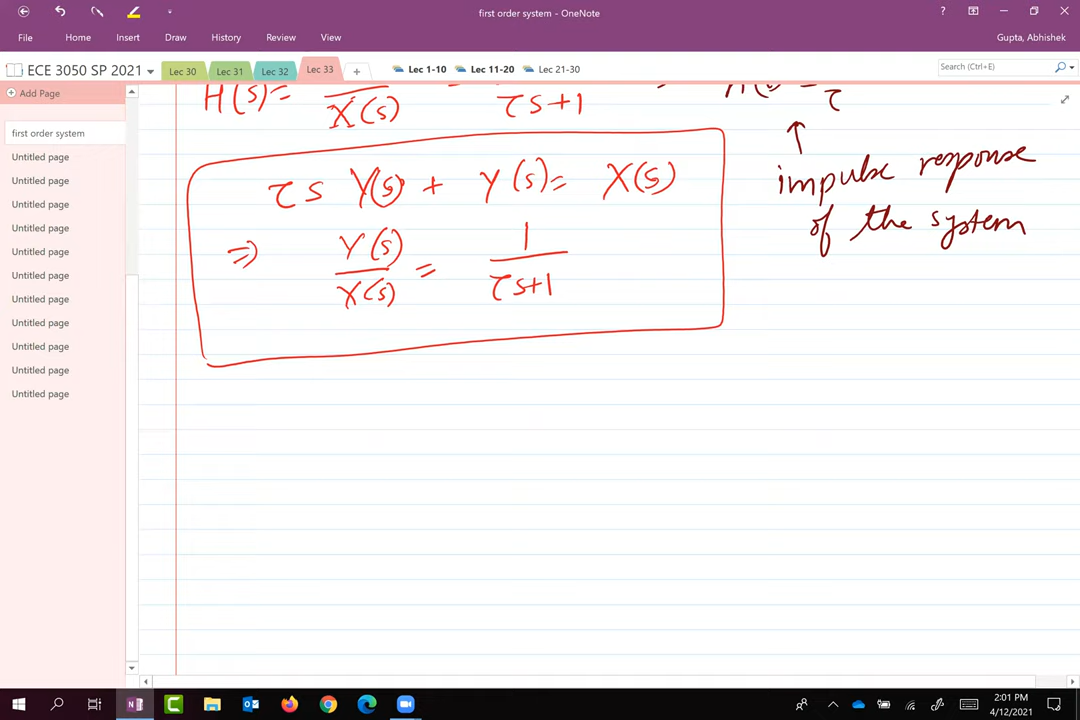 first order system - OneNote
Gupta, Abhishek
File Home Insert Draw History Review View
ECE 3050 SP 2021
Lec 30 Lec 31 Lec 32 Lec 33 Lec 1-10 Lec 11-20 Lec 21-30
Search (Ctrl+E)
Add Page
first order system
Untitled page
Untitled page
Untitled page
Untitled page
Untitled page
Untitled page
Untitled page
Untitled page
Untitled page
Untitled page
Untitled page
H(s)= X(s) τs+1 = τ
↑
impulse response
of the system
τs Y(s) + Y(s) = X(s)
⇒ Y(s)/X(s) = 1/(τs+1)
2:01 PM
4/12/2021